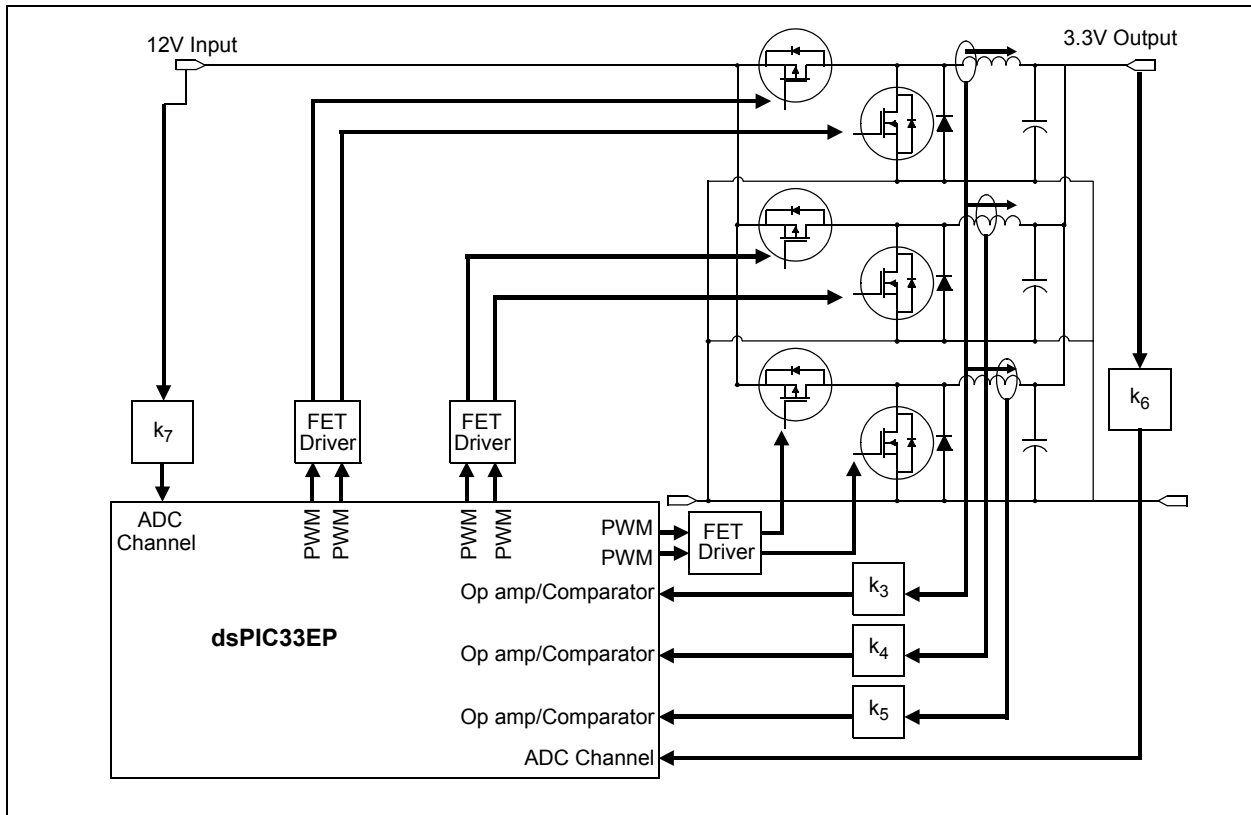 12V Input
3.3V Output
k7
FET
Driver
FET
Driver
k6
ADC
Channel
PWM
PWM
PWM
PWM
PWM
PWM
FET
Driver
Op amp/Comparator
k3
dsPIC33EP
Op amp/Comparator
k4
Op amp/Comparator
k5
ADC Channel